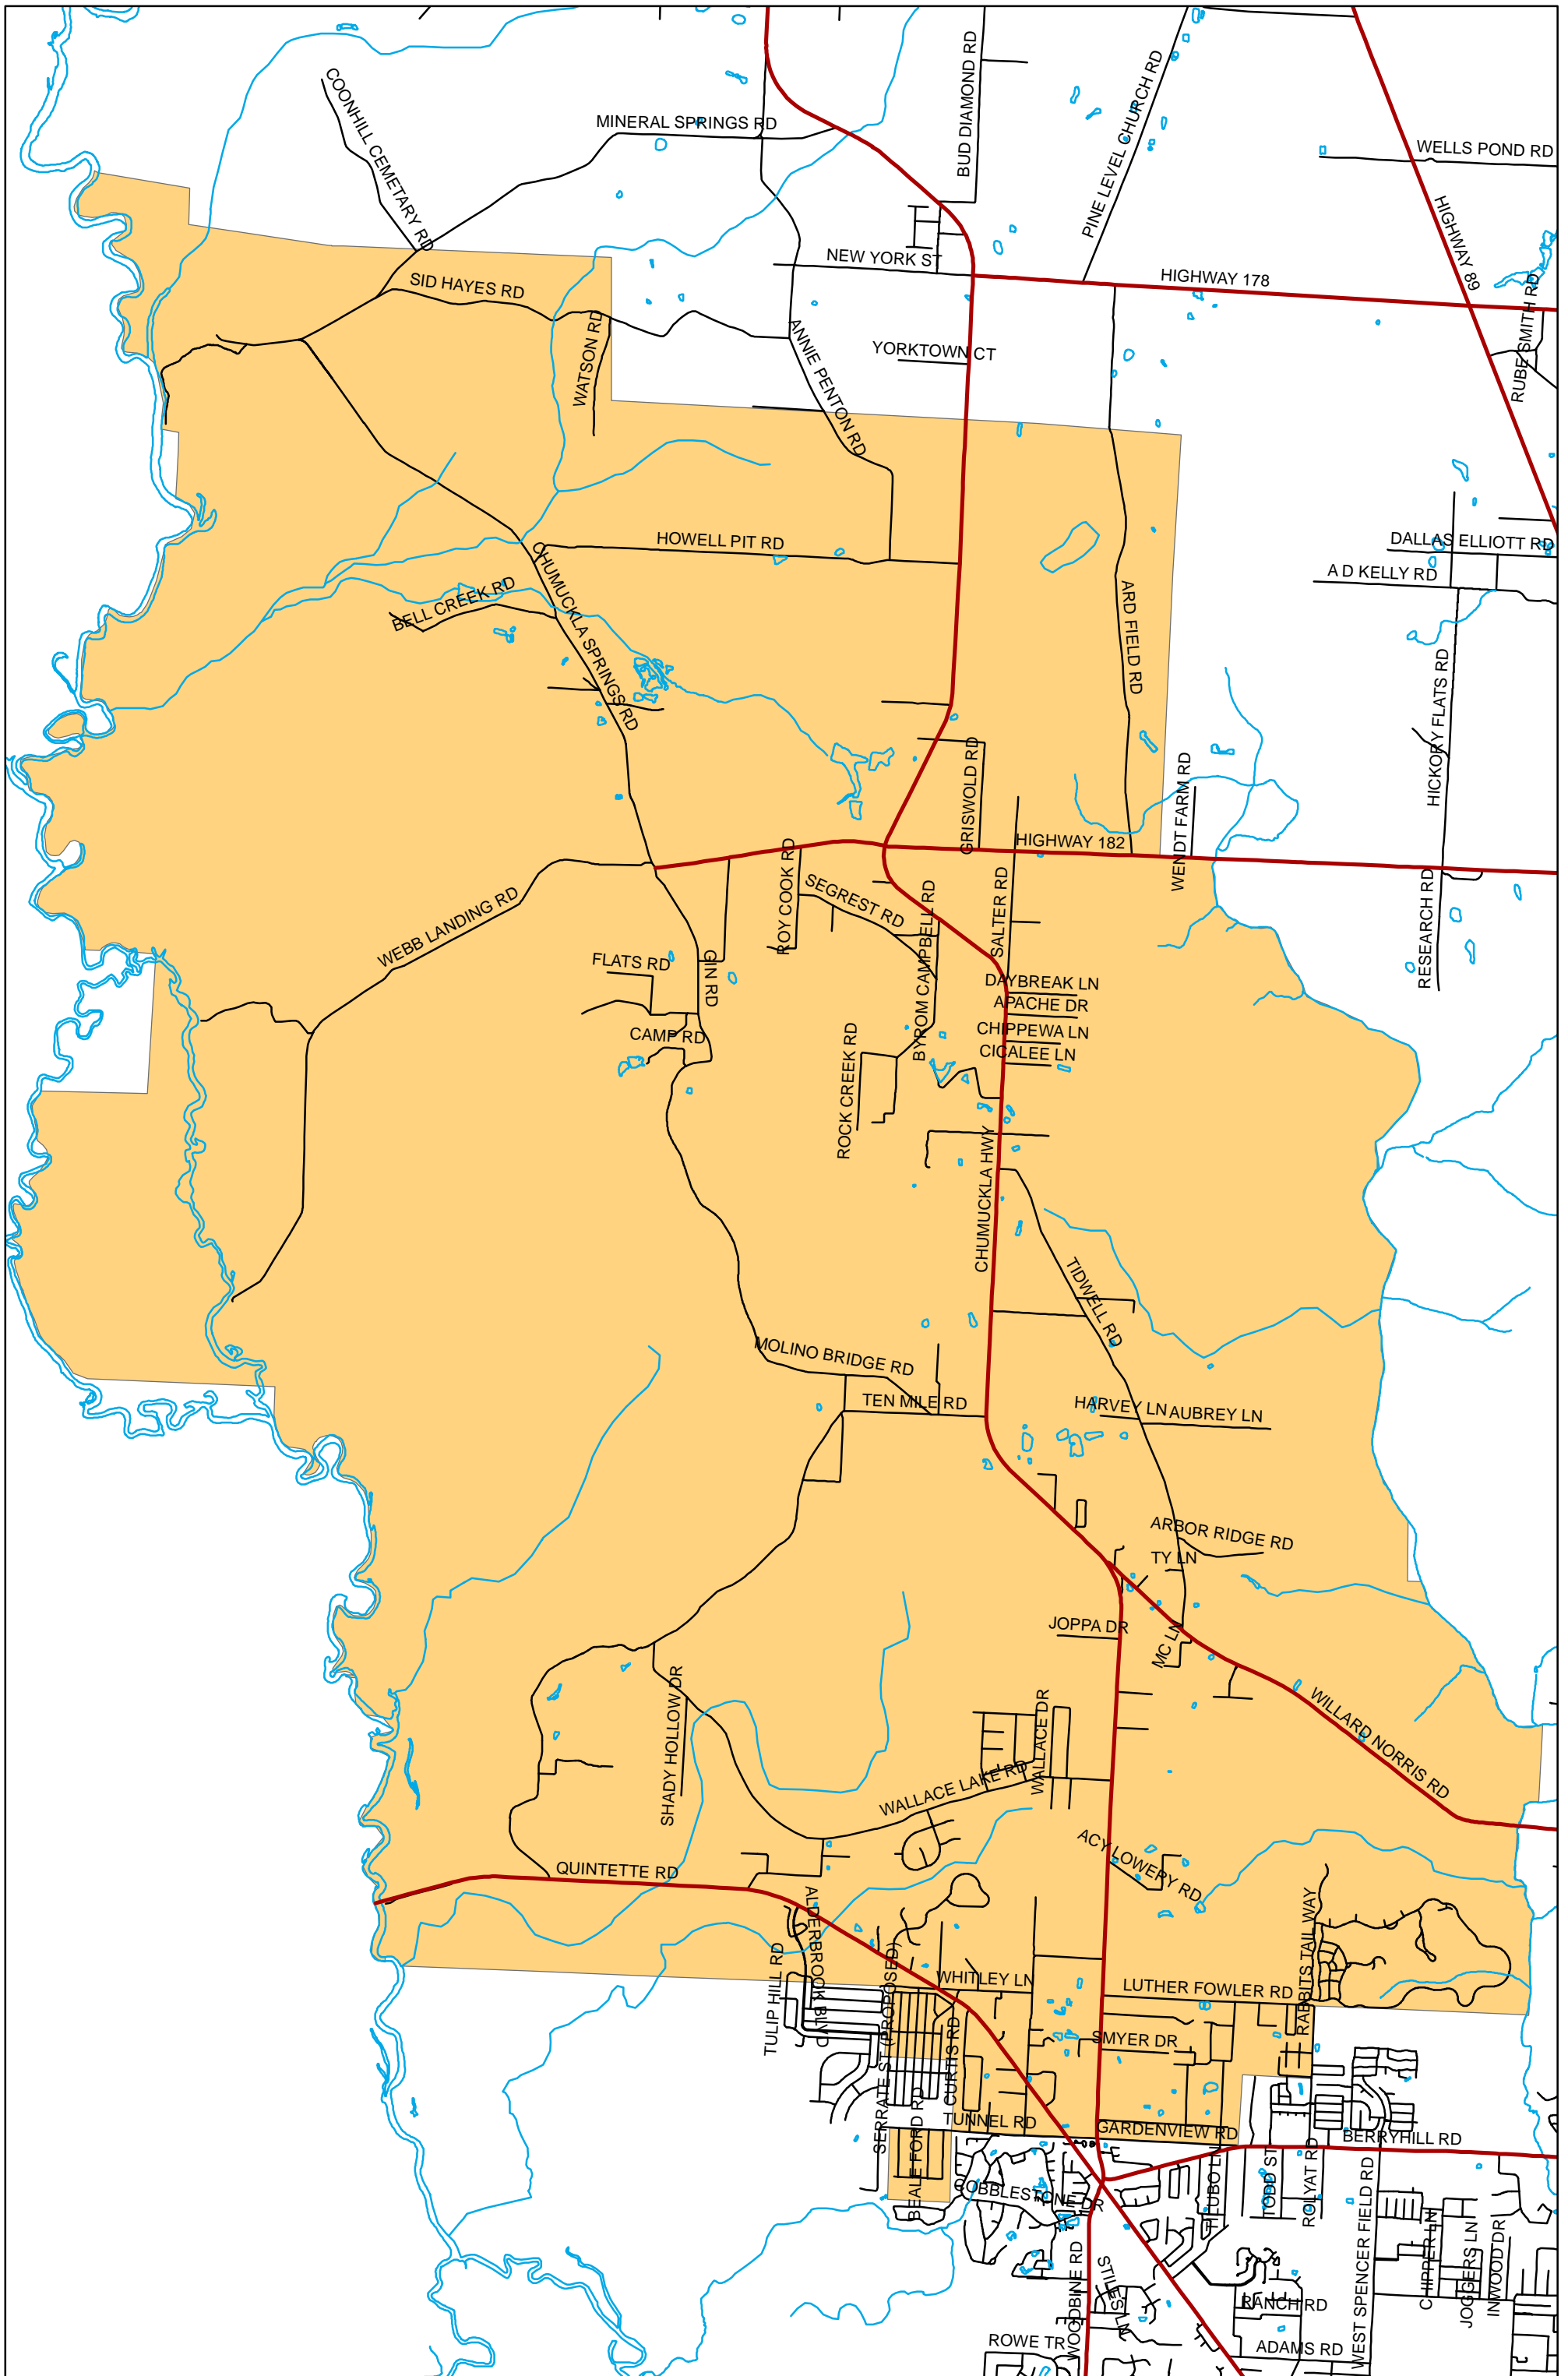 COONHILL CEMETARY RD
MINERAL SPRINGS RD
BUD DIAMOND RD
PINE LEVEL CHURCH RD
WELLS POND RD
HIGHWAY 89
SID HAYES RD
NEW YORK ST
HIGHWAY 178
RUBE SMITH RD
WATSON RD
ANNIE PENTON RD
YORKTOWN CT
HOWELL PIT RD
DALLAS ELLIOTT RD
A D KELLY RD
BELL CREEK RD
CHUMUCKLA SPRINGS RD
ARD FIELD RD
HICKORY FLATS RD
GRISWOLD RD
WENDT FARM RD
HIGHWAY 182
WEBB LANDING RD
ROY COOK RD
SEGREST RD
BYROM CAMPBELL RD
SALTER RD
RESEARCH RD
FLATS RD
GIN RD
DAYBREAK LN
APACHE DR
CAMP RD
CHIPPEWA LN
CICALEE LN
ROCK CREEK RD
CHUMUCKLA HWY
TIDWELL RD
MOLINO BRIDGE RD
TEN MILE RD
HARVEY LN
AUBREY LN
ARBOR RIDGE RD
TY LN
JOPPA DR
MC LN
SHADY HOLLOW DR
WALLACE DR
WILLARD NORRIS RD
WALLACE LAKE RD
ACY LOWERY RD
QUINTETTE RD
ALDERBROOK BLVD
RABBITS TAIL WAY
TULIP HILL RD
SERRATE ST (PROPOSED)
WHITLEY LN
LUTHER FOWLER RD
CURTIS RD
SMYER DR
TUNNEL RD
GARDENVIEW RD
BERRYHILL RD
BEALE FORD RD
COBBLESTONE DR
TILUBO LN
TODD ST
ROLYAT RD
WEST SPENCER FIELD RD
CHIPPER LN
JOGGERS LN
INWOOD DR
WOODBINE RD
STILES LN
RANCH RD
ROWE TR
ADAMS RD